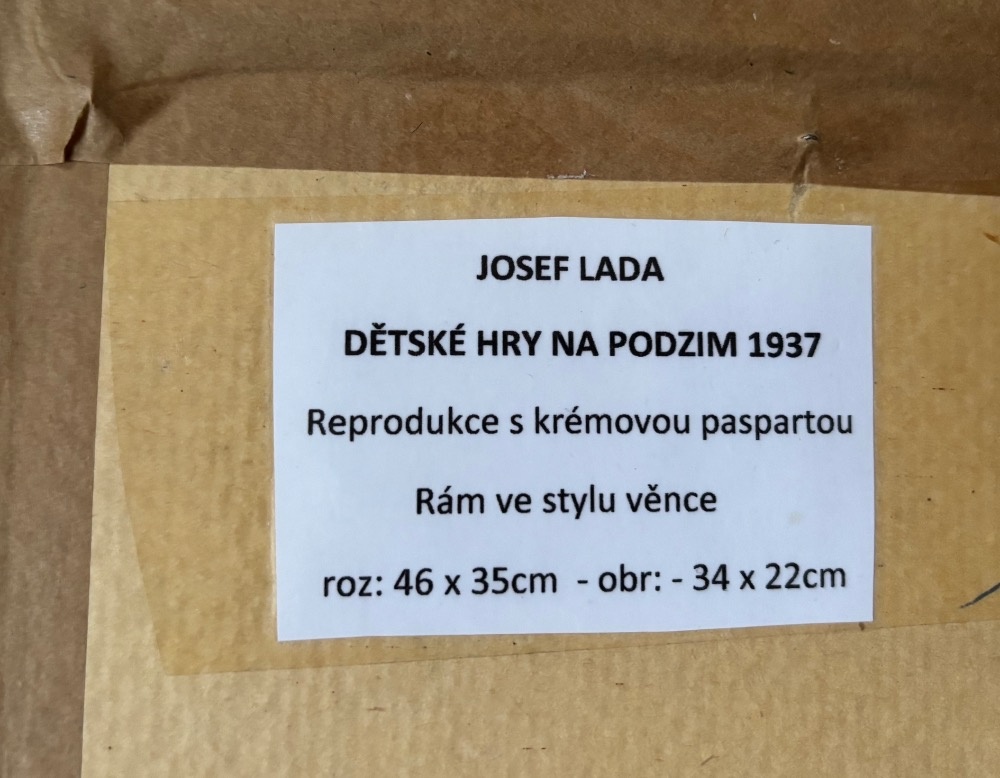 JOSEF LADA
DĚTSKÉ HRY NA PODZIM 1937
Reprodukce s krémovou paspartou
Rám ve stylu věnce
roz: 46 x 35cm - obr: - 34 x 22cm